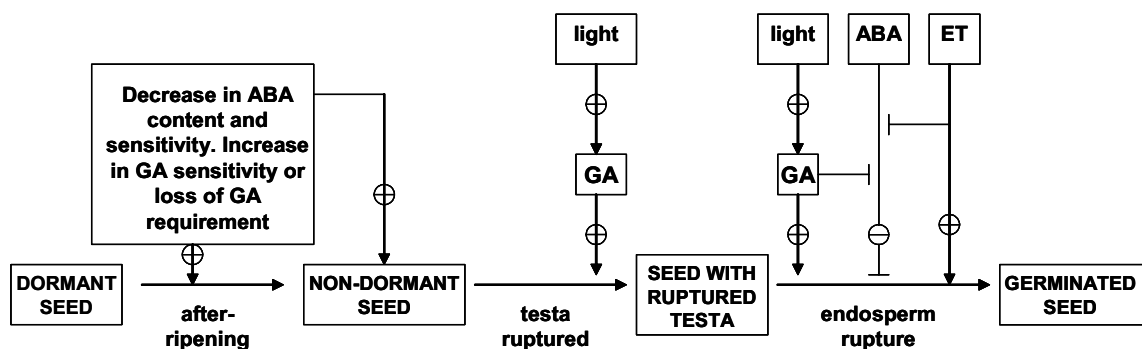 light
light
ABA
ET
Decrease in ABA
content and
sensitivity. Increase
in GA sensitivity or
loss of GA
requirement
GA
GA
DORMANT
SEED
after-
ripening
NON-DORMANT
SEED
testa
ruptured
SEED WITH
RUPTURED
TESTA
endosperm
rupture
GERMINATED
SEED